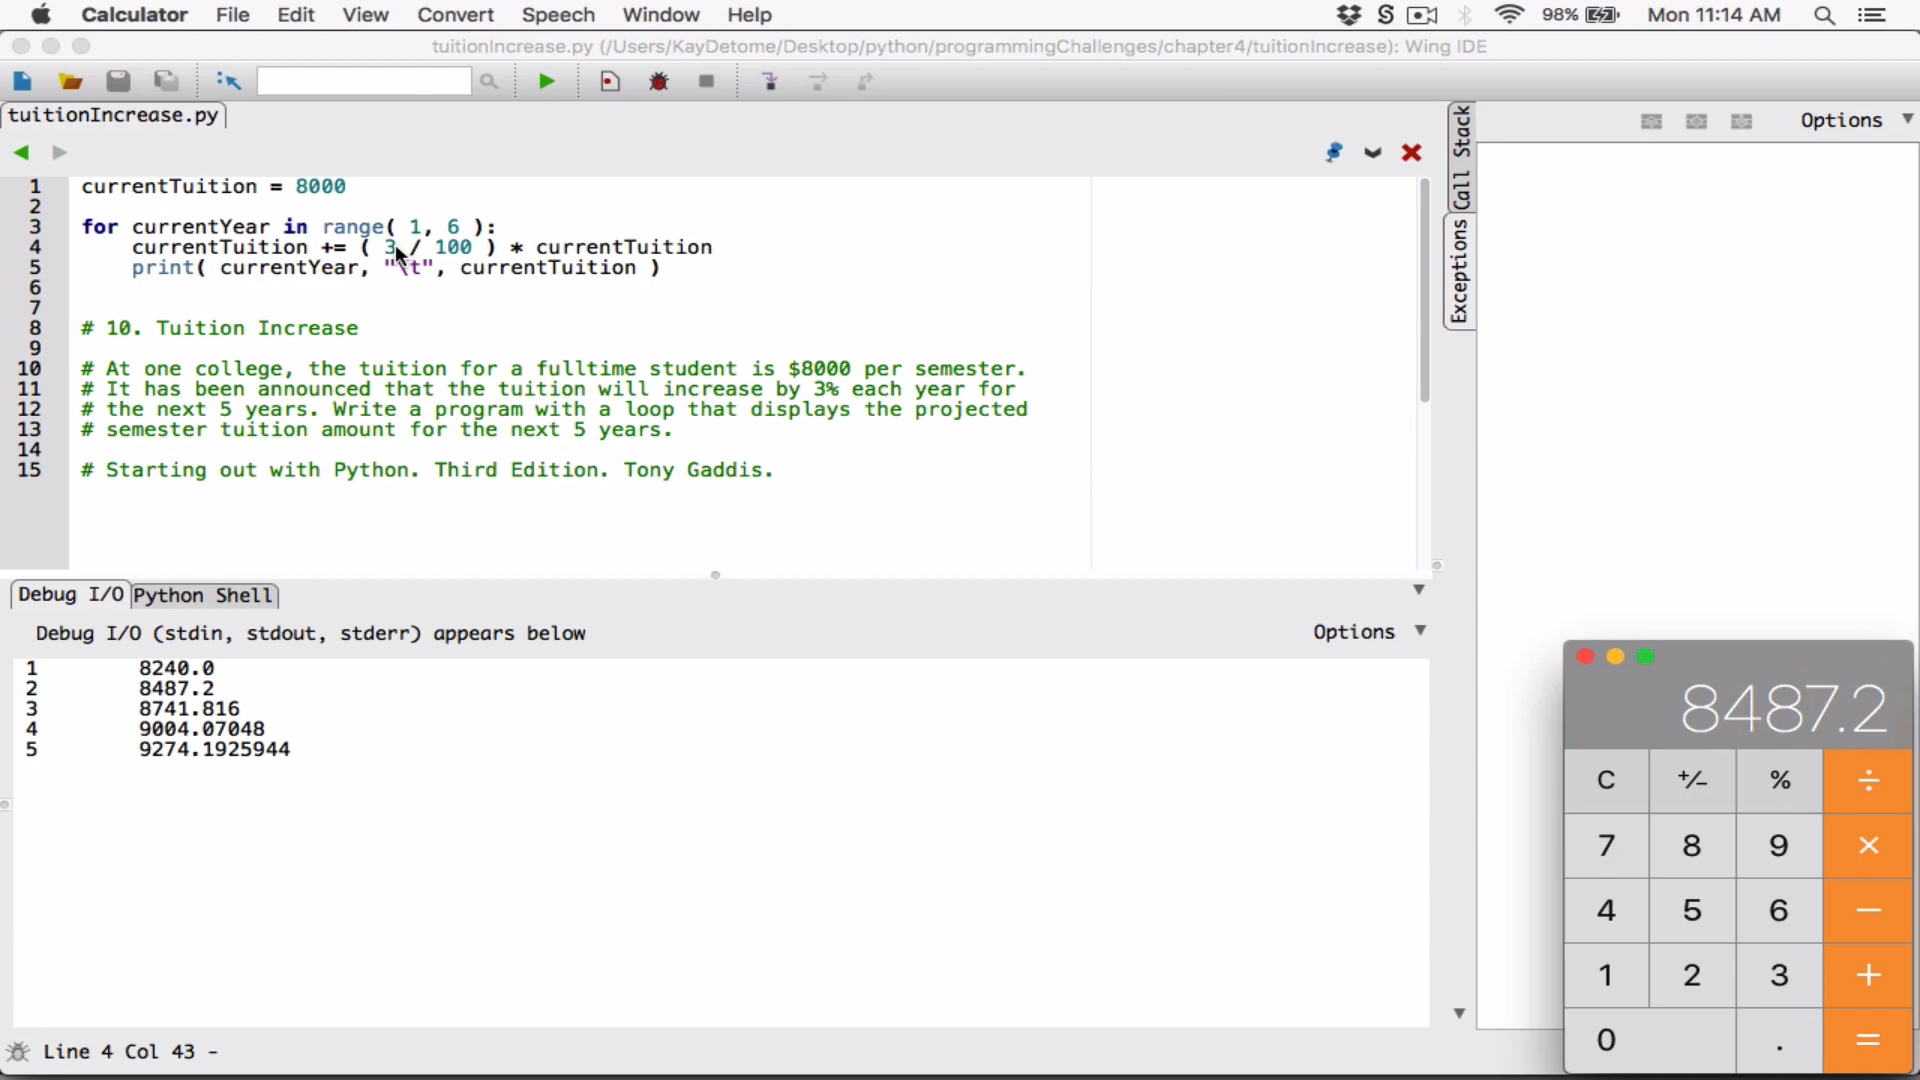 Calculator File Edit View Convert Speech Window Help 98% Mon 11:14 AM
tuitionIncrease.py (/Users/KayDetome/Desktop/python/programmingChallenges/chapter4/tuitionIncrease): Wing IDE
tuitionIncrease.py
Call Stack
Exceptions
Options
1 currentTuition = 8000
2
3 for currentYear in range( 1, 6 ):
4 currentTuition += ( 3 / 100 ) * currentTuition
5 print( currentYear, "\t", currentTuition )
6
7
8 # 10. Tuition Increase
9
10 # At one college, the tuition for a fulltime student is $8000 per semester.
11 # It has been announced that the tuition will increase by 3% each year for
12 # the next 5 years. Write a program with a loop that displays the projected
13 # semester tuition amount for the next 5 years.
14
15 # Starting out with Python. Third Edition. Tony Gaddis.
Debug I/O Python Shell
Debug I/O (stdin, stdout, stderr) appears below Options
1 8240.0
2 8487.2
3 8741.816
4 9004.07048
5 9274.1925944
8487.2
C +/− % ÷
7 8 9 ×
4 5 6 −
1 2 3 +
0 . =
Line 4 Col 43 -